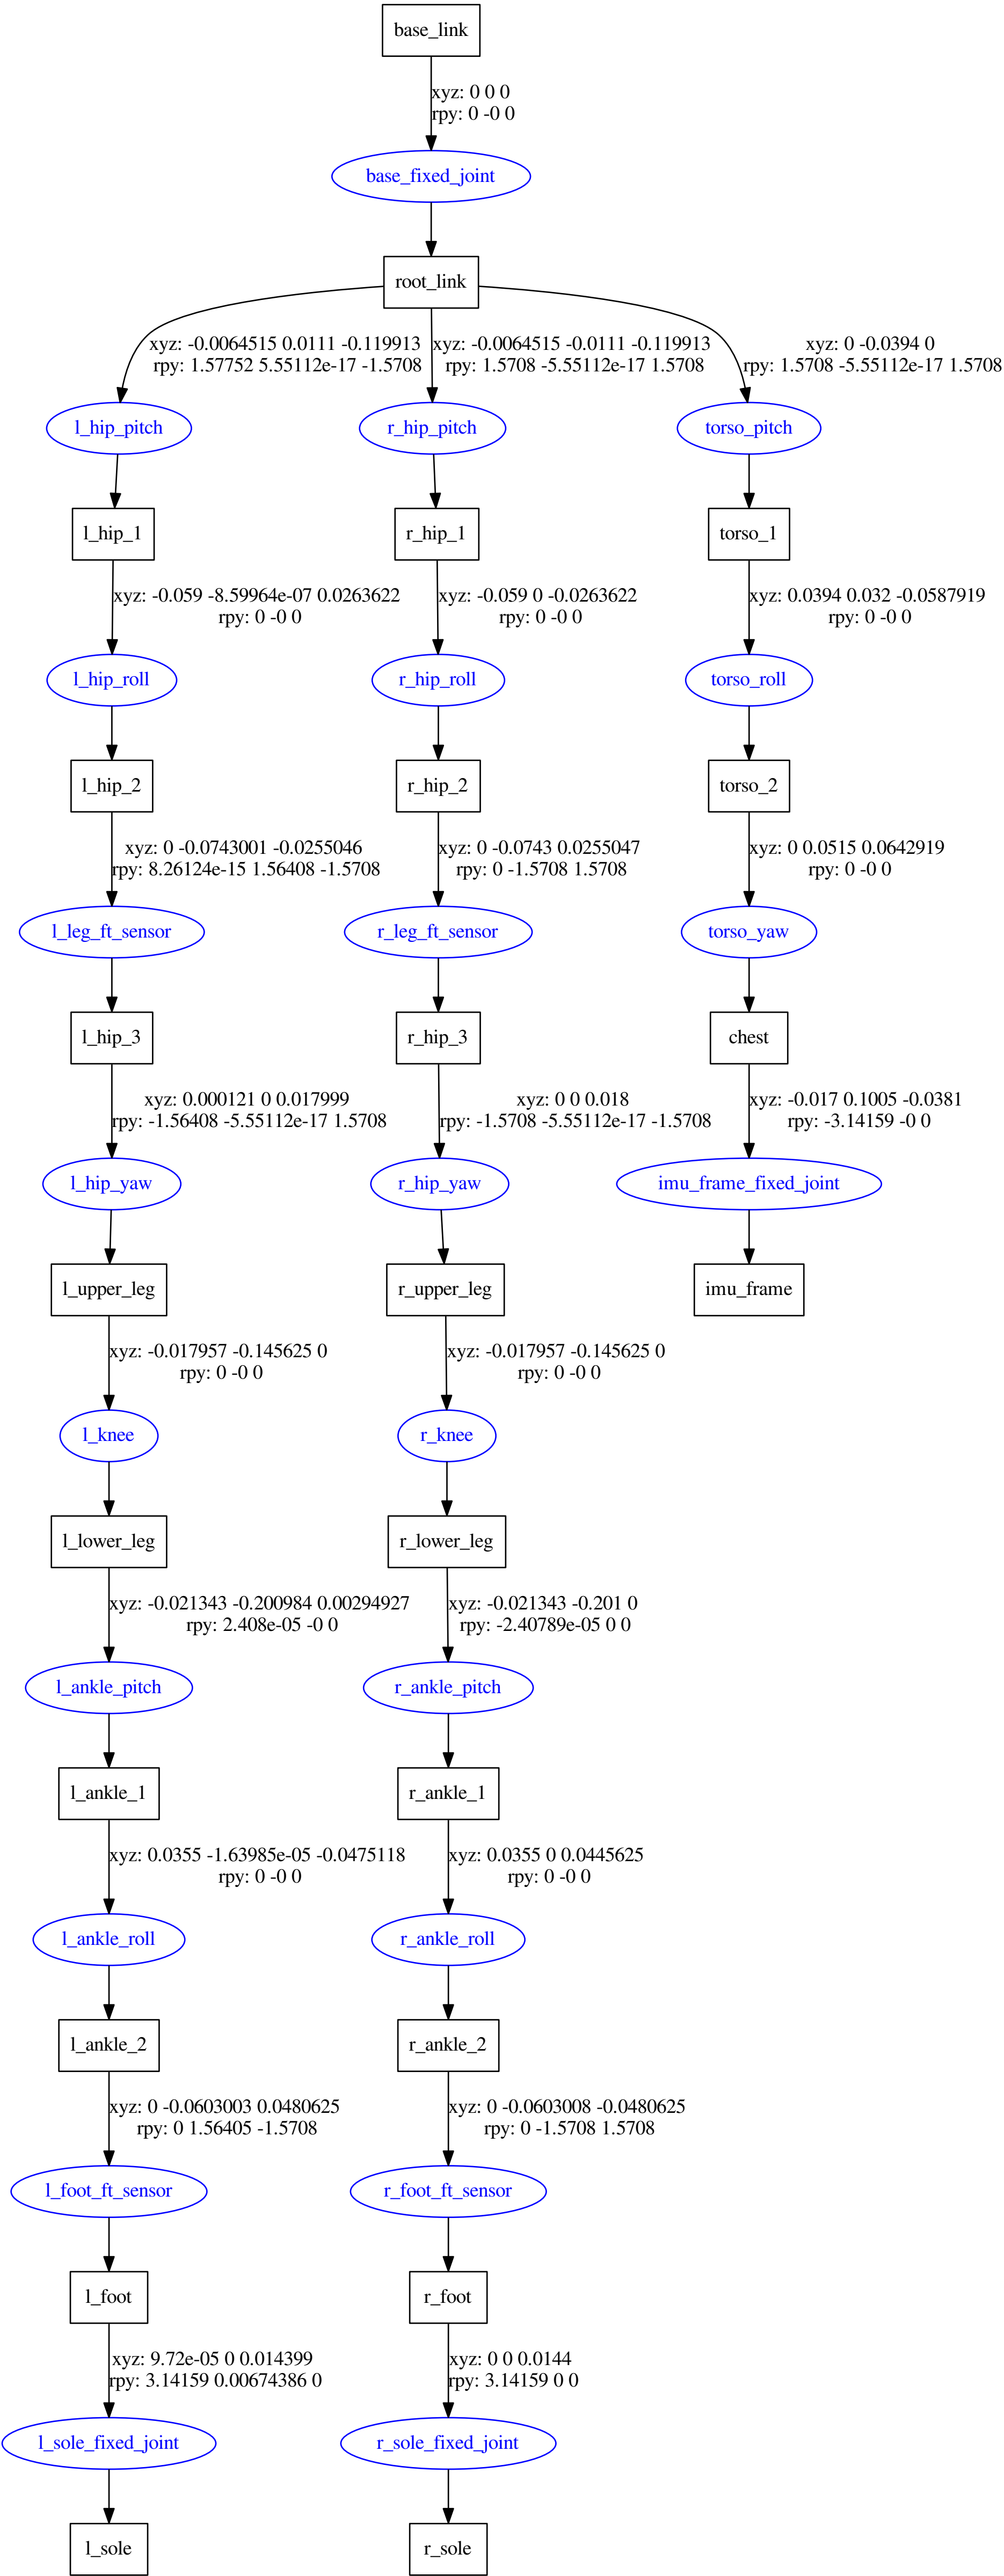 base_link
xyz: 0 0 0
rpy: 0 -0 0
base_fixed_joint
root_link
xyz: -0.0064515 0.0111 -0.119913
rpy: 1.57752 5.55112e-17 -1.5708
xyz: -0.0064515 -0.0111 -0.119913
rpy: 1.5708 -5.55112e-17 1.5708
xyz: 0 -0.0394 0
rpy: 1.5708 -5.55112e-17 1.5708
l_hip_pitch
r_hip_pitch
torso_pitch
l_hip_1
r_hip_1
torso_1
xyz: -0.059 -8.59964e-07 0.0263622
rpy: 0 -0 0
xyz: -0.059 0 -0.0263622
rpy: 0 -0 0
xyz: 0.0394 0.032 -0.0587919
rpy: 0 -0 0
l_hip_roll
r_hip_roll
torso_roll
l_hip_2
r_hip_2
torso_2
xyz: 0 -0.0743001 -0.0255046
rpy: 8.26124e-15 1.56408 -1.5708
xyz: 0 -0.0743 0.0255047
rpy: 0 -1.5708 1.5708
xyz: 0 0.0515 0.0642919
rpy: 0 -0 0
l_leg_ft_sensor
r_leg_ft_sensor
torso_yaw
l_hip_3
r_hip_3
chest
xyz: 0.000121 0 0.017999
rpy: -1.56408 -5.55112e-17 1.5708
xyz: 0 0 0.018
rpy: -1.5708 -5.55112e-17 -1.5708
xyz: -0.017 0.1005 -0.0381
rpy: -3.14159 -0 0
l_hip_yaw
r_hip_yaw
imu_frame_fixed_joint
l_upper_leg
r_upper_leg
imu_frame
xyz: -0.017957 -0.145625 0
rpy: 0 -0 0
xyz: -0.017957 -0.145625 0
rpy: 0 -0 0
l_knee
r_knee
l_lower_leg
r_lower_leg
xyz: -0.021343 -0.200984 0.00294927
rpy: 2.408e-05 -0 0
xyz: -0.021343 -0.201 0
rpy: -2.40789e-05 0 0
l_ankle_pitch
r_ankle_pitch
l_ankle_1
r_ankle_1
xyz: 0.0355 -1.63985e-05 -0.0475118
rpy: 0 -0 0
xyz: 0.0355 0 0.0445625
rpy: 0 -0 0
l_ankle_roll
r_ankle_roll
l_ankle_2
r_ankle_2
xyz: 0 -0.0603003 0.0480625
rpy: 0 1.56405 -1.5708
xyz: 0 -0.0603008 -0.0480625
rpy: 0 -1.5708 1.5708
l_foot_ft_sensor
r_foot_ft_sensor
l_foot
r_foot
xyz: 9.72e-05 0 0.014399
rpy: 3.14159 0.00674386 0
xyz: 0 0 0.0144
rpy: 3.14159 0 0
l_sole_fixed_joint
r_sole_fixed_joint
l_sole
r_sole